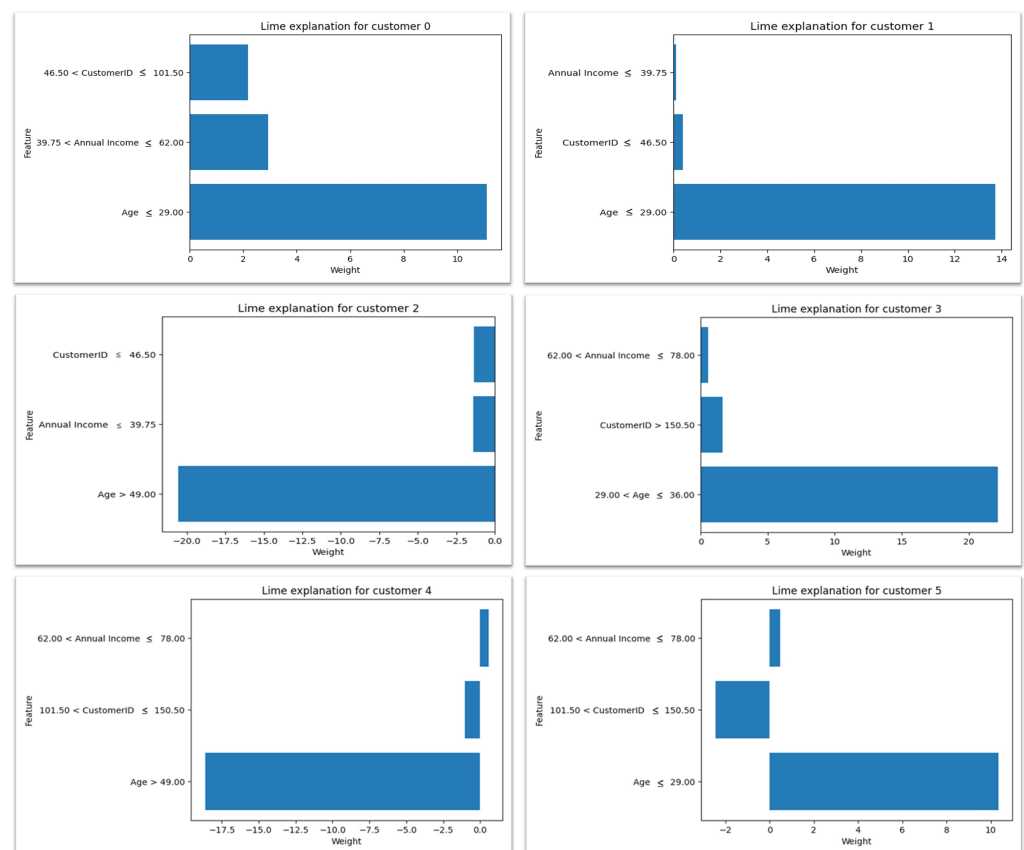 Lime explanation for customer 0
46.50 < CustomerID ≤ 101.50
39.75 < Annual Income ≤ 62.00
Age ≤ 29.00
Feature
0 2 4 6 8 10
Weight
Lime explanation for customer 1
Annual Income ≤ 39.75
CustomerID ≤ 46.50
Age ≤ 29.00
Feature
0 2 4 6 8 10 12 14
Weight
Lime explanation for customer 2
CustomerID ≤ 46.50
Annual Income ≤ 39.75
Age > 49.00
Feature
−20.0 −17.5 −15.0 −12.5 −10.0 −7.5 −5.0 −2.5 0.0
Weight
Lime explanation for customer 3
62.00 < Annual Income ≤ 78.00
CustomerID > 150.50
29.00 < Age ≤ 36.00
Feature
0 5 10 15 20
Weight
Lime explanation for customer 4
62.00 < Annual Income ≤ 78.00
101.50 < CustomerID ≤ 150.50
Age > 49.00
Feature
−17.5 −15.0 −12.5 −10.0 −7.5 −5.0 −2.5 0.0
Weight
Lime explanation for customer 5
62.00 < Annual Income ≤ 78.00
101.50 < CustomerID ≤ 150.50
Age ≤ 29.00
Feature
−2 0 2 4 6 8 10
Weight